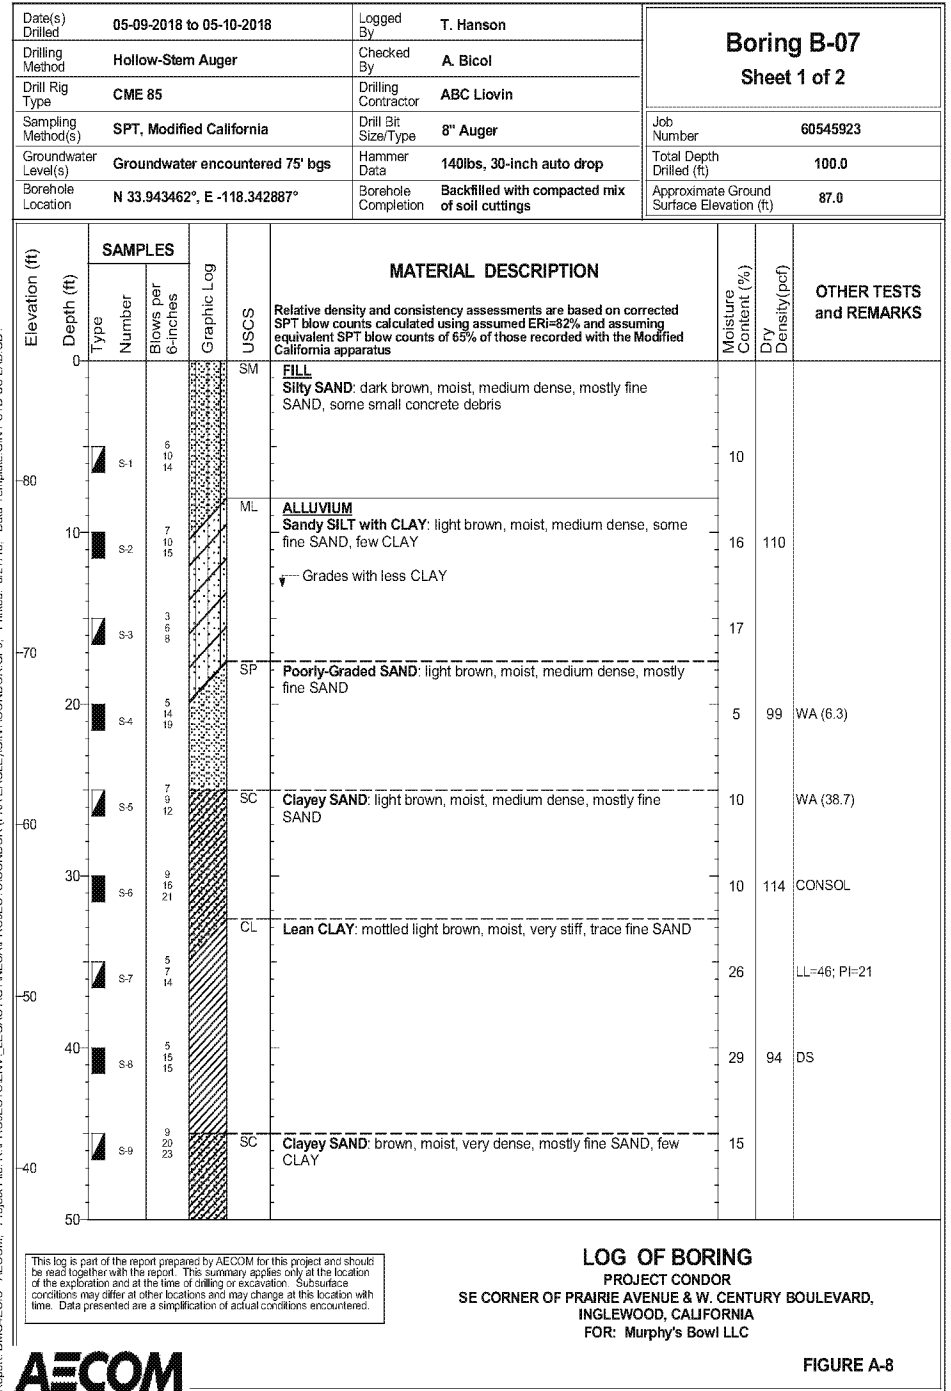 Date(s) Drilled 05-09-2018 to 05-10-2018 Logged By T. Hanson
Drilling Method Hollow-Stem Auger Checked By A. Bicol
Drill Rig Type CME 85 Drilling Contractor ABC Liovin
Sampling Method(s) SPT, Modified California Drill Bit Size/Type 8" Auger
Groundwater Level(s) Groundwater encountered 75' bgs Hammer Data 140lbs, 30-inch auto drop
Borehole Location N 33.943462°, E -118.342887° Borehole Completion Backfilled with compacted mix of soil cuttings
Boring B-07
Sheet 1 of 2
Job Number 60545923
Total Depth Drilled (ft) 100.0
Approximate Ground Surface Elevation (ft) 87.0
Elevation (ft)
Depth (ft)
SAMPLES
Type
Number
Blows per 6-inches
Graphic Log
USCS
MATERIAL DESCRIPTION
Relative density and consistency assessments are based on corrected
SPT blow counts calculated using assumed ERi=82% and assuming
equivalent SPT blow counts of 65% of those recorded with the Modified
California apparatus
Moisture Content (%)
Dry Density(pcf)
OTHER TESTS
and REMARKS
0
SM FILL
Silty SAND: dark brown, moist, medium dense, mostly fine
SAND, some small concrete debris
S-1 6 10 14 10
80
ML ALLUVIUM
Sandy SILT with CLAY: light brown, moist, medium dense, some
fine SAND, few CLAY
10 S-2 7 10 15 16 110
Grades with less CLAY
S-3 3 6 8 17
70
SP Poorly-Graded SAND: light brown, moist, medium dense, mostly
fine SAND
20 S-4 5 14 19 5 99 WA (6.3)
SC Clayey SAND: light brown, moist, medium dense, mostly fine
SAND
S-5 7 9 12 10 WA (38.7)
60
30 S-6 9 16 21 10 114 CONSOL
CL Lean CLAY: mottled light brown, moist, very stiff, trace fine SAND
S-7 5 7 14 26 LL=46; PI=21
50
40 S-8 5 15 15 29 94 DS
SC Clayey SAND: brown, moist, very dense, mostly fine SAND, few
CLAY
S-9 9 20 23 15
40
50
This log is part of the report prepared by AECOM for this project and should
be read together with the report. This summary applies only at the location
of the exploration and at the time of drilling or excavation. Subsurface
conditions may differ at other locations and may change at this location with
time. Data presented are a simplification of actual conditions encountered.
LOG OF BORING
PROJECT CONDOR
SE CORNER OF PRAIRIE AVENUE & W. CENTURY BOULEVARD,
INGLEWOOD, CALIFORNIA
FOR: Murphy's Bowl LLC
AECOM
FIGURE A-8